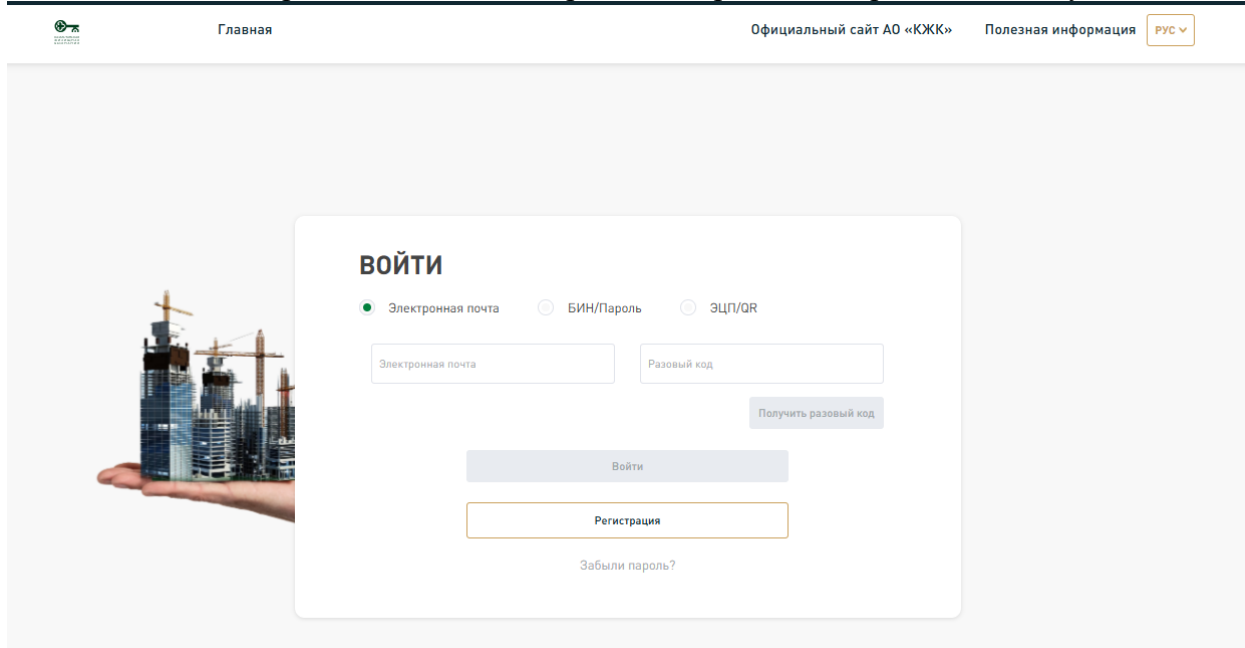 Главная
Официальный сайт АО «КЖК»
Полезная информация
РУС
ВОЙТИ
Электронная почта
БИН/Пароль
ЭЦП/QR
Электронная почта
Разовый код
Получить разовый код
Войти
Регистрация
Забыли пароль?